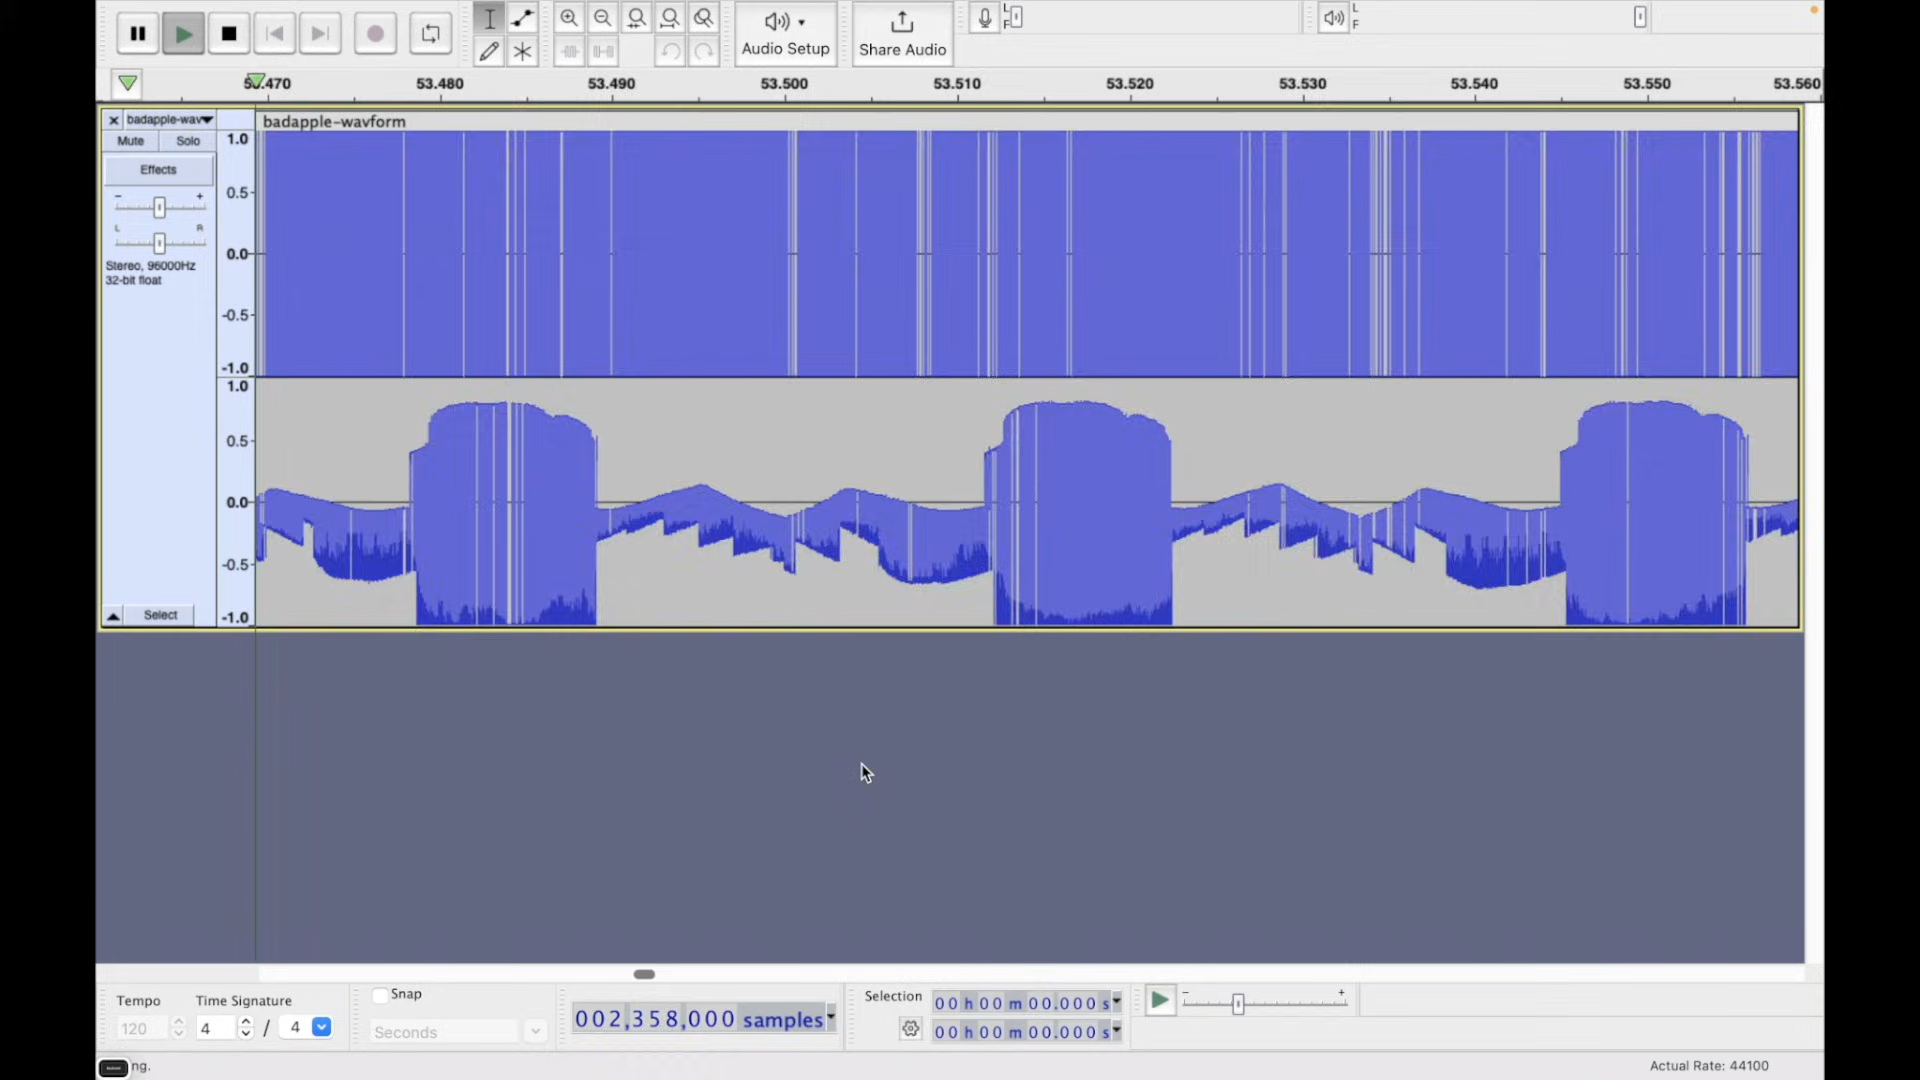 Audio Setup
Share Audio
L
F
L
F
53.480
53.490
53.500
53.510
53.520
53.530
53.540
53.550
53.560
badapple-wav
badapple-wavform
Mute
Solo
Effects
- +
L R
Stereo, 96000Hz
32-bit float
1.0
0.5
0.0
-0.5
-1.0
1.0
0.5
0.0
-0.5
-1.0
Select
Tempo
120
Time Signature
4 / 4
Snap
Seconds
002,358,000 samples
Selection
00 h 00 m 00.000 s
00 h 00 m 00.000 s
- +
ng.
Actual Rate: 44100